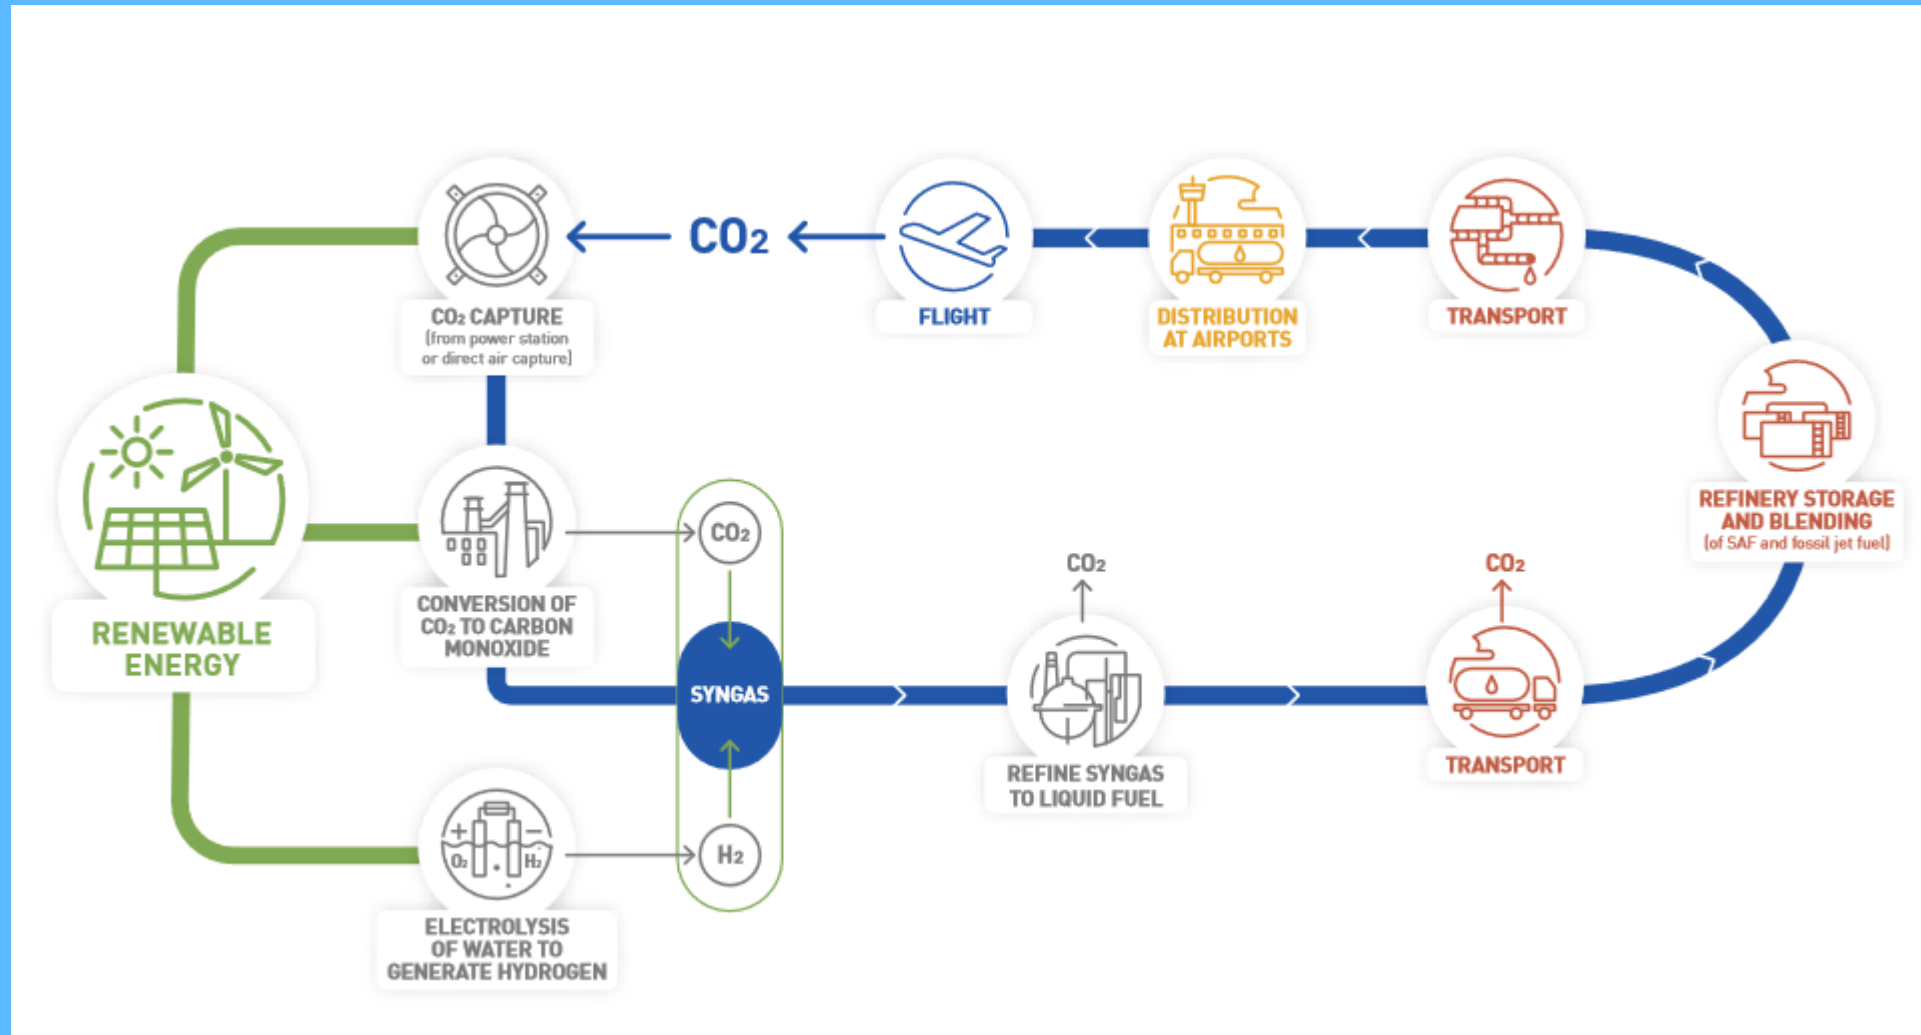 CO₂
CO₂ CAPTURE
(from power station
or direct air capture)
FLIGHT
DISTRIBUTION
AT AIRPORTS
TRANSPORT
REFINERY STORAGE
AND BLENDING
(of SAF and fossil jet fuel)
RENEWABLE
ENERGY
CONVERSION OF
CO₂ TO CARBON
MONOXIDE
CO₂
SYNGAS
H₂
CO₂
REFINE SYNGAS
TO LIQUID FUEL
CO₂
TRANSPORT
+ −
O₂ H₂
ELECTROLYSIS
OF WATER TO
GENERATE HYDROGEN